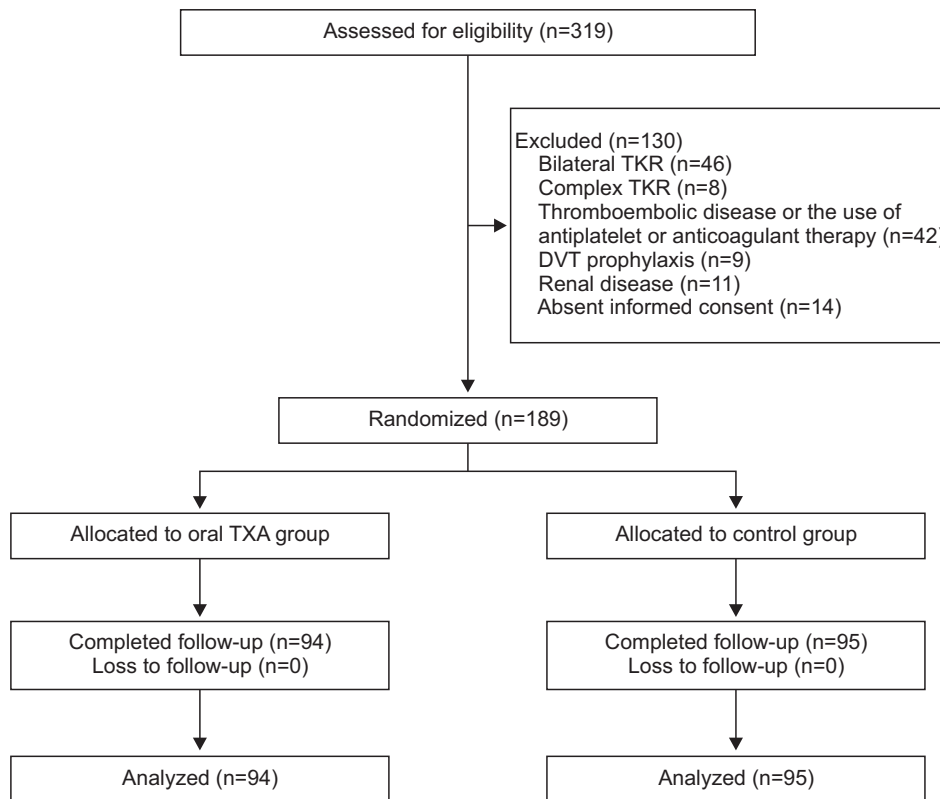 Assessed for eligibility (n=319)
Excluded (n=130)
Bilateral TKR (n=46)
Complex TKR (n=8)
Thromboembolic disease or the use of
antiplatelet or anticoagulant therapy (n=42)
DVT prophylaxis (n=9)
Renal disease (n=11)
Absent informed consent (n=14)
Randomized (n=189)
Allocated to oral TXA group
Allocated to control group
Completed follow-up (n=94)
Loss to follow-up (n=0)
Completed follow-up (n=95)
Loss to follow-up (n=0)
Analyzed (n=94)
Analyzed (n=95)